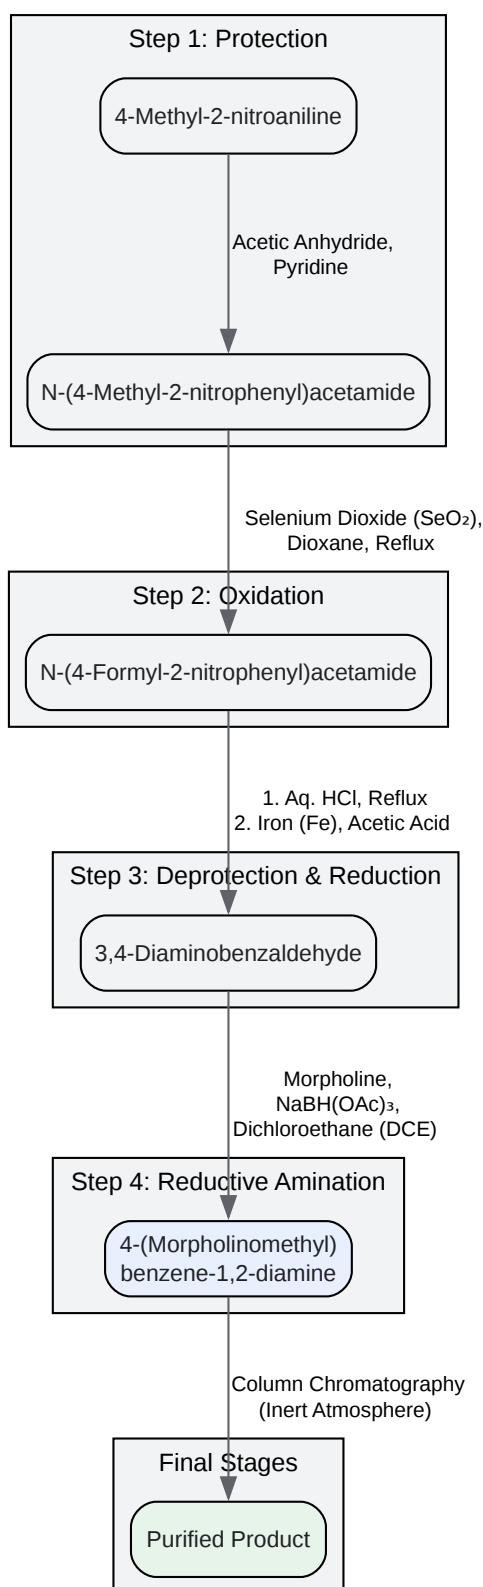 Step 1: Protection
4-Methyl-2-nitroaniline
Acetic Anhydride,
Pyridine
N-(4-Methyl-2-nitrophenyl)acetamide
Selenium Dioxide (SeO₂),
Dioxane, Reflux
Step 2: Oxidation
N-(4-Formyl-2-nitrophenyl)acetamide
1. Aq. HCl, Reflux
2. Iron (Fe), Acetic Acid
Step 3: Deprotection & Reduction
3,4-Diaminobenzaldehyde
Morpholine,
NaBH(OAc)₃,
Dichloroethane (DCE)
Step 4: Reductive Amination
4-(Morpholinomethyl)
benzene-1,2-diamine
Column Chromatography
(Inert Atmosphere)
Final Stages
Purified Product